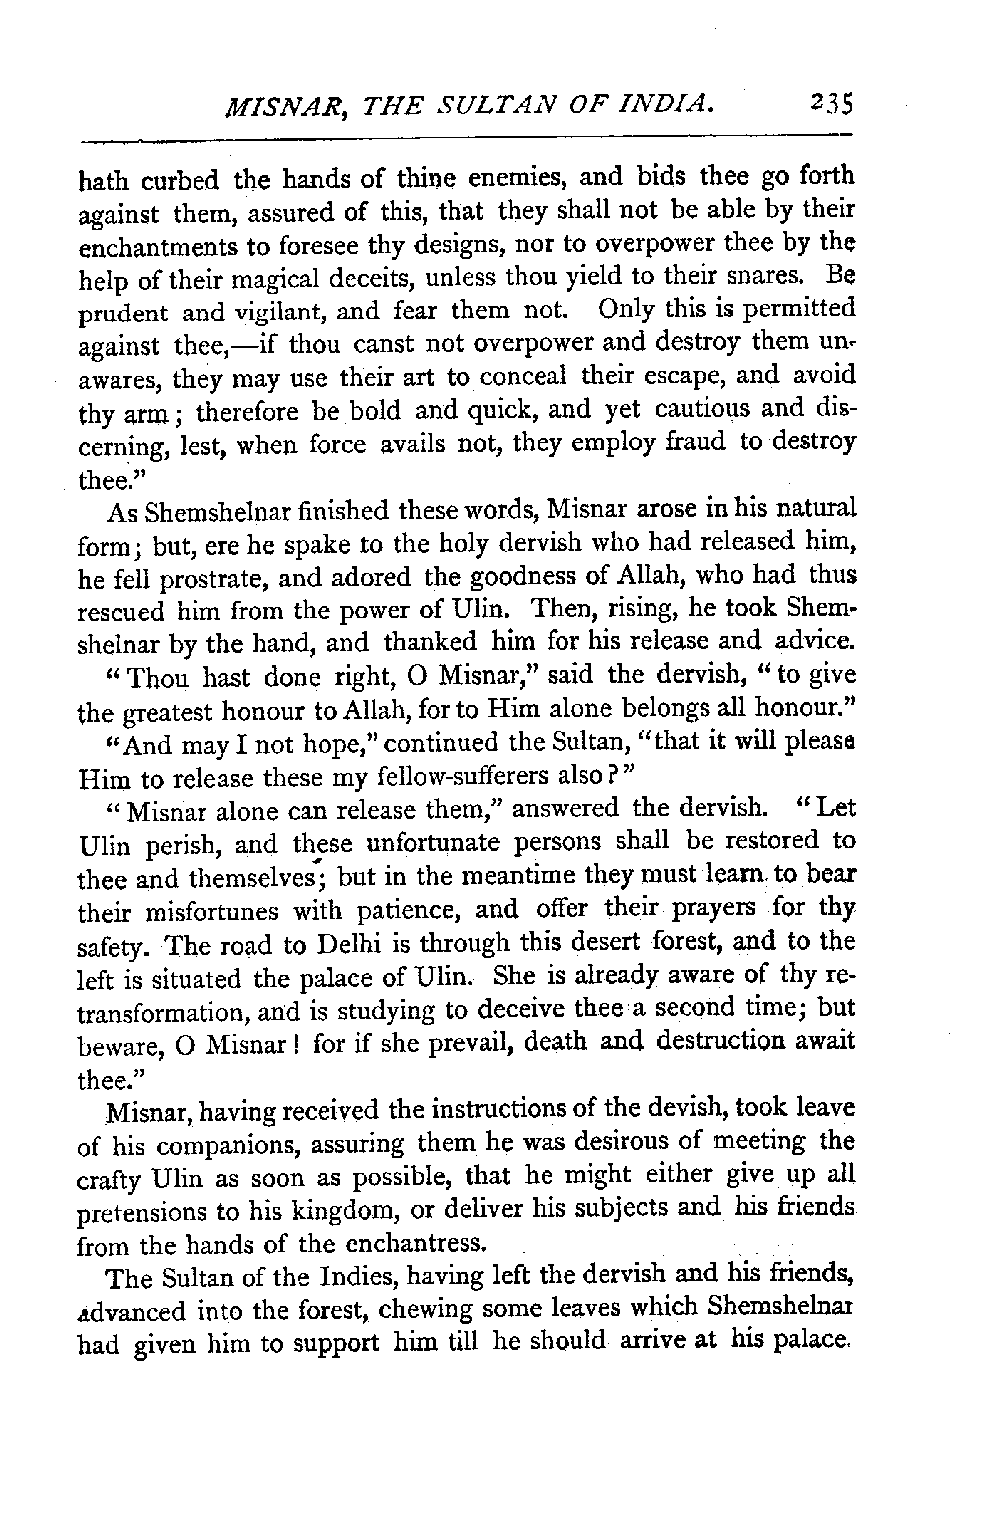 MISNAR, THE SULTAN OF INDIA. 235
hath curbed the hands of thine enemies, and bids thee go forth
against them, assured of this, that they shall not be able by their
enchantments to foresee thy designs, nor to overpower thee by the
help of their magical deceits, unless thou yield to their snares. Be
prudent and vigilant, and fear them not. Only this is permitted
against thee,—if thou canst not overpower and destroy them un-
awares, they may use their art to conceal their escape, and avoid
thy arm; therefore be bold and quick, and yet cautious and dis-
cerning, lest, when force avails not, they employ fraud to destroy
thee."
As Shemshelnar finished these words, Misnar arose in his natural
form; but, ere he spake to the holy dervish who had released him,
he fell prostrate, and adored the goodness of Allah, who had thus
rescued him from the power of Ulin. Then, rising, he took Shem-
shelnar by the hand, and thanked him for his release and advice.
"Thou hast done right, O Misnar," said the dervish, "to give
the greatest honour to Allah, for to Him alone belongs all honour."
"And may I not hope," continued the Sultan, "that it will please
Him to release these my fellow-sufferers also?"
"Misnar alone can release them," answered the dervish. "Let
Ulin perish, and these unfortunate persons shall be restored to
thee and themselves; but in the meantime they must learn to bear
their misfortunes with patience, and offer their prayers for thy
safety. The road to Delhi is through this desert forest, and to the
left is situated the palace of Ulin. She is already aware of thy re-
transformation, and is studying to deceive thee a second time; but
beware, O Misnar! for if she prevail, death and destruction await
thee."
Misnar, having received the instructions of the devish, took leave
of his companions, assuring them he was desirous of meeting the
crafty Ulin as soon as possible, that he might either give up all
pretensions to his kingdom, or deliver his subjects and his friends
from the hands of the enchantress.
The Sultan of the Indies, having left the dervish and his friends,
advanced into the forest, chewing some leaves which Shemshelnar
had given him to support him till he should arrive at his palace.